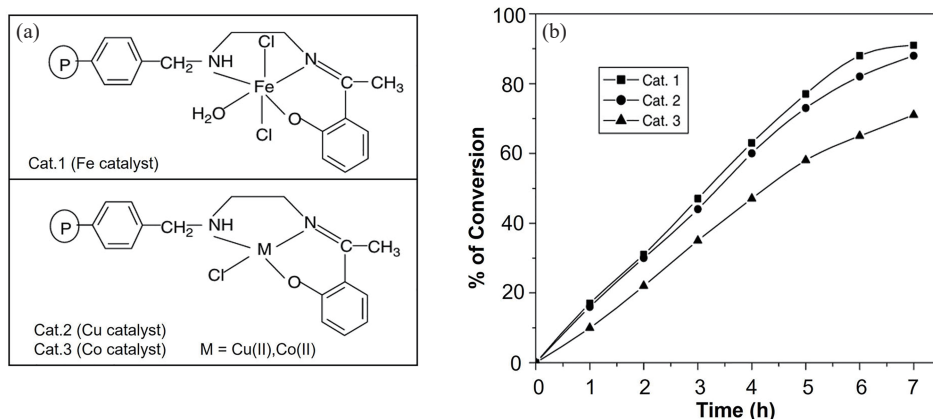 (a)
Cl
P
CH2
NH
N
C
CH3
Fe
H2O
O
Cl
Cat.1 (Fe catalyst)
P
CH2
NH
N
C
CH3
M
Cl
O
Cat.2 (Cu catalyst)
Cat.3 (Co catalyst) M = Cu(II),Co(II)
(b)
100
80
60
40
20
0
% of Conversion
Cat. 1
Cat. 2
Cat. 3
0 1 2 3 4 5 6 7
Time (h)